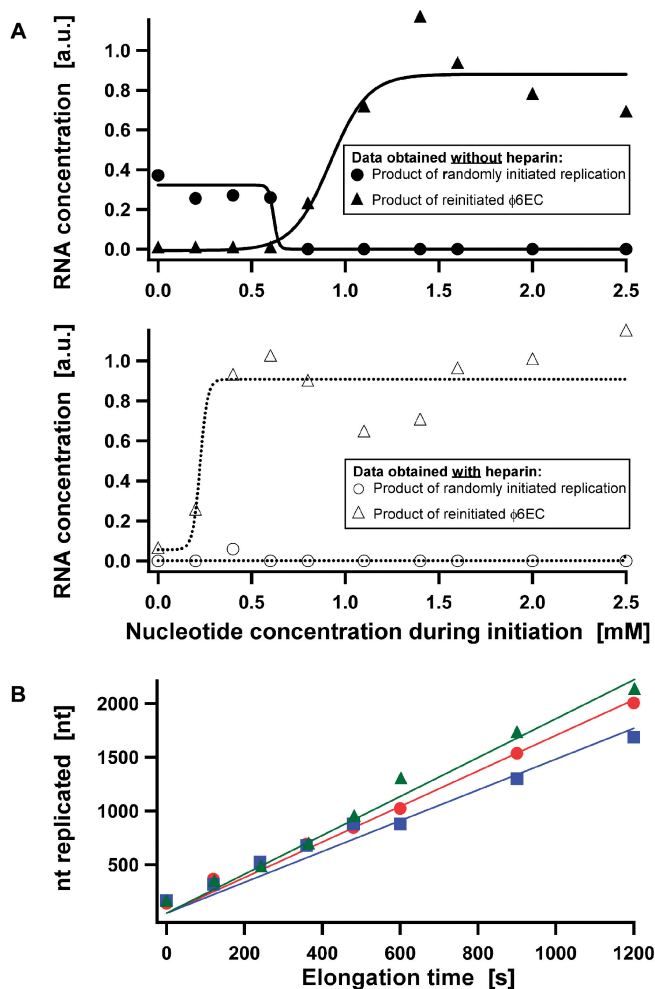 A
RNA concentration [a.u.]
1.0
0.8
0.6
0.4
0.2
0.0
Data obtained without heparin:
Product of randomly initiated replication
Product of reinitiated ϕ6EC
0.0 0.5 1.0 1.5 2.0 2.5
RNA concentration [a.u.]
1.0
0.8
0.6
0.4
0.2
0.0
Data obtained with heparin:
Product of randomly initiated replication
Product of reinitiated ϕ6EC
0.0 0.5 1.0 1.5 2.0 2.5
Nucleotide concentration during initiation [mM]
B
nt replicated [nt]
2000
1500
1000
500
0 200 400 600 800 1000 1200
Elongation time [s]